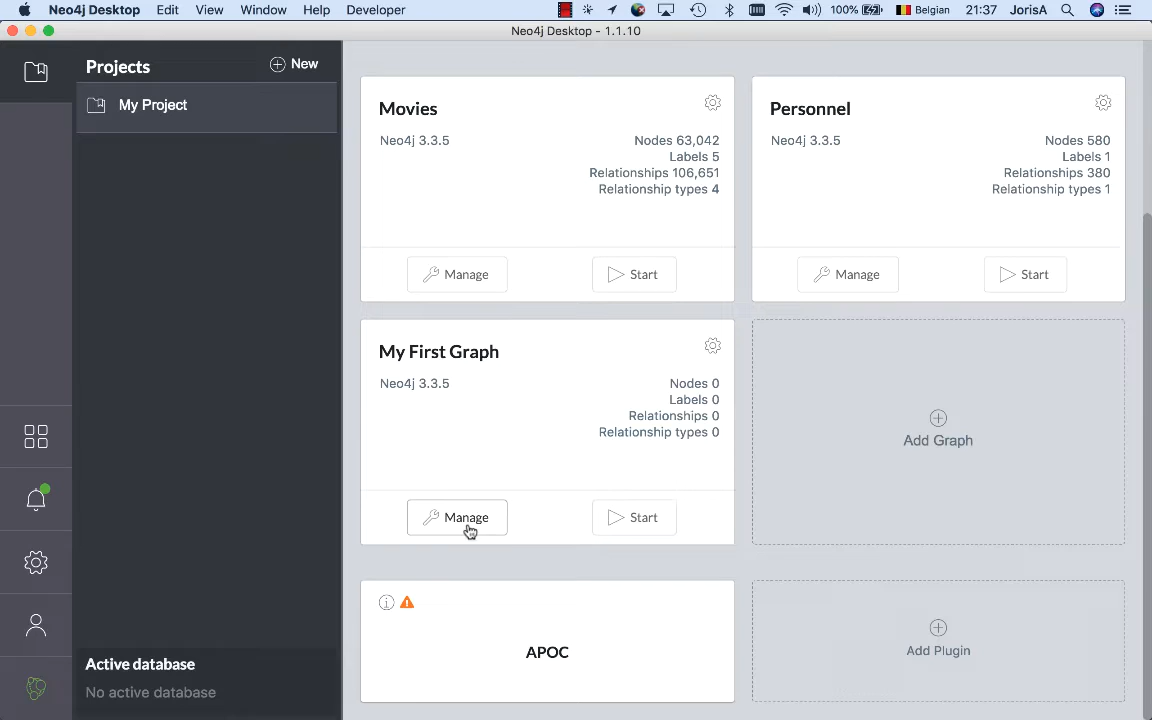 Neo4j Desktop Edit View Window Help Developer 100% Belgian 21:37 JorisA
Neo4j Desktop - 1.1.10
Projects
New
My Project
Active database
No active database
Movies
Neo4j 3.3.5
Nodes 63,042
Labels 5
Relationships 106,651
Relationship types 4
Manage
Start
Personnel
Neo4j 3.3.5
Nodes 580
Labels 1
Relationships 380
Relationship types 1
Manage
Start
My First Graph
Neo4j 3.3.5
Nodes 0
Labels 0
Relationships 0
Relationship types 0
Manage
Start
Add Graph
APOC
Add Plugin